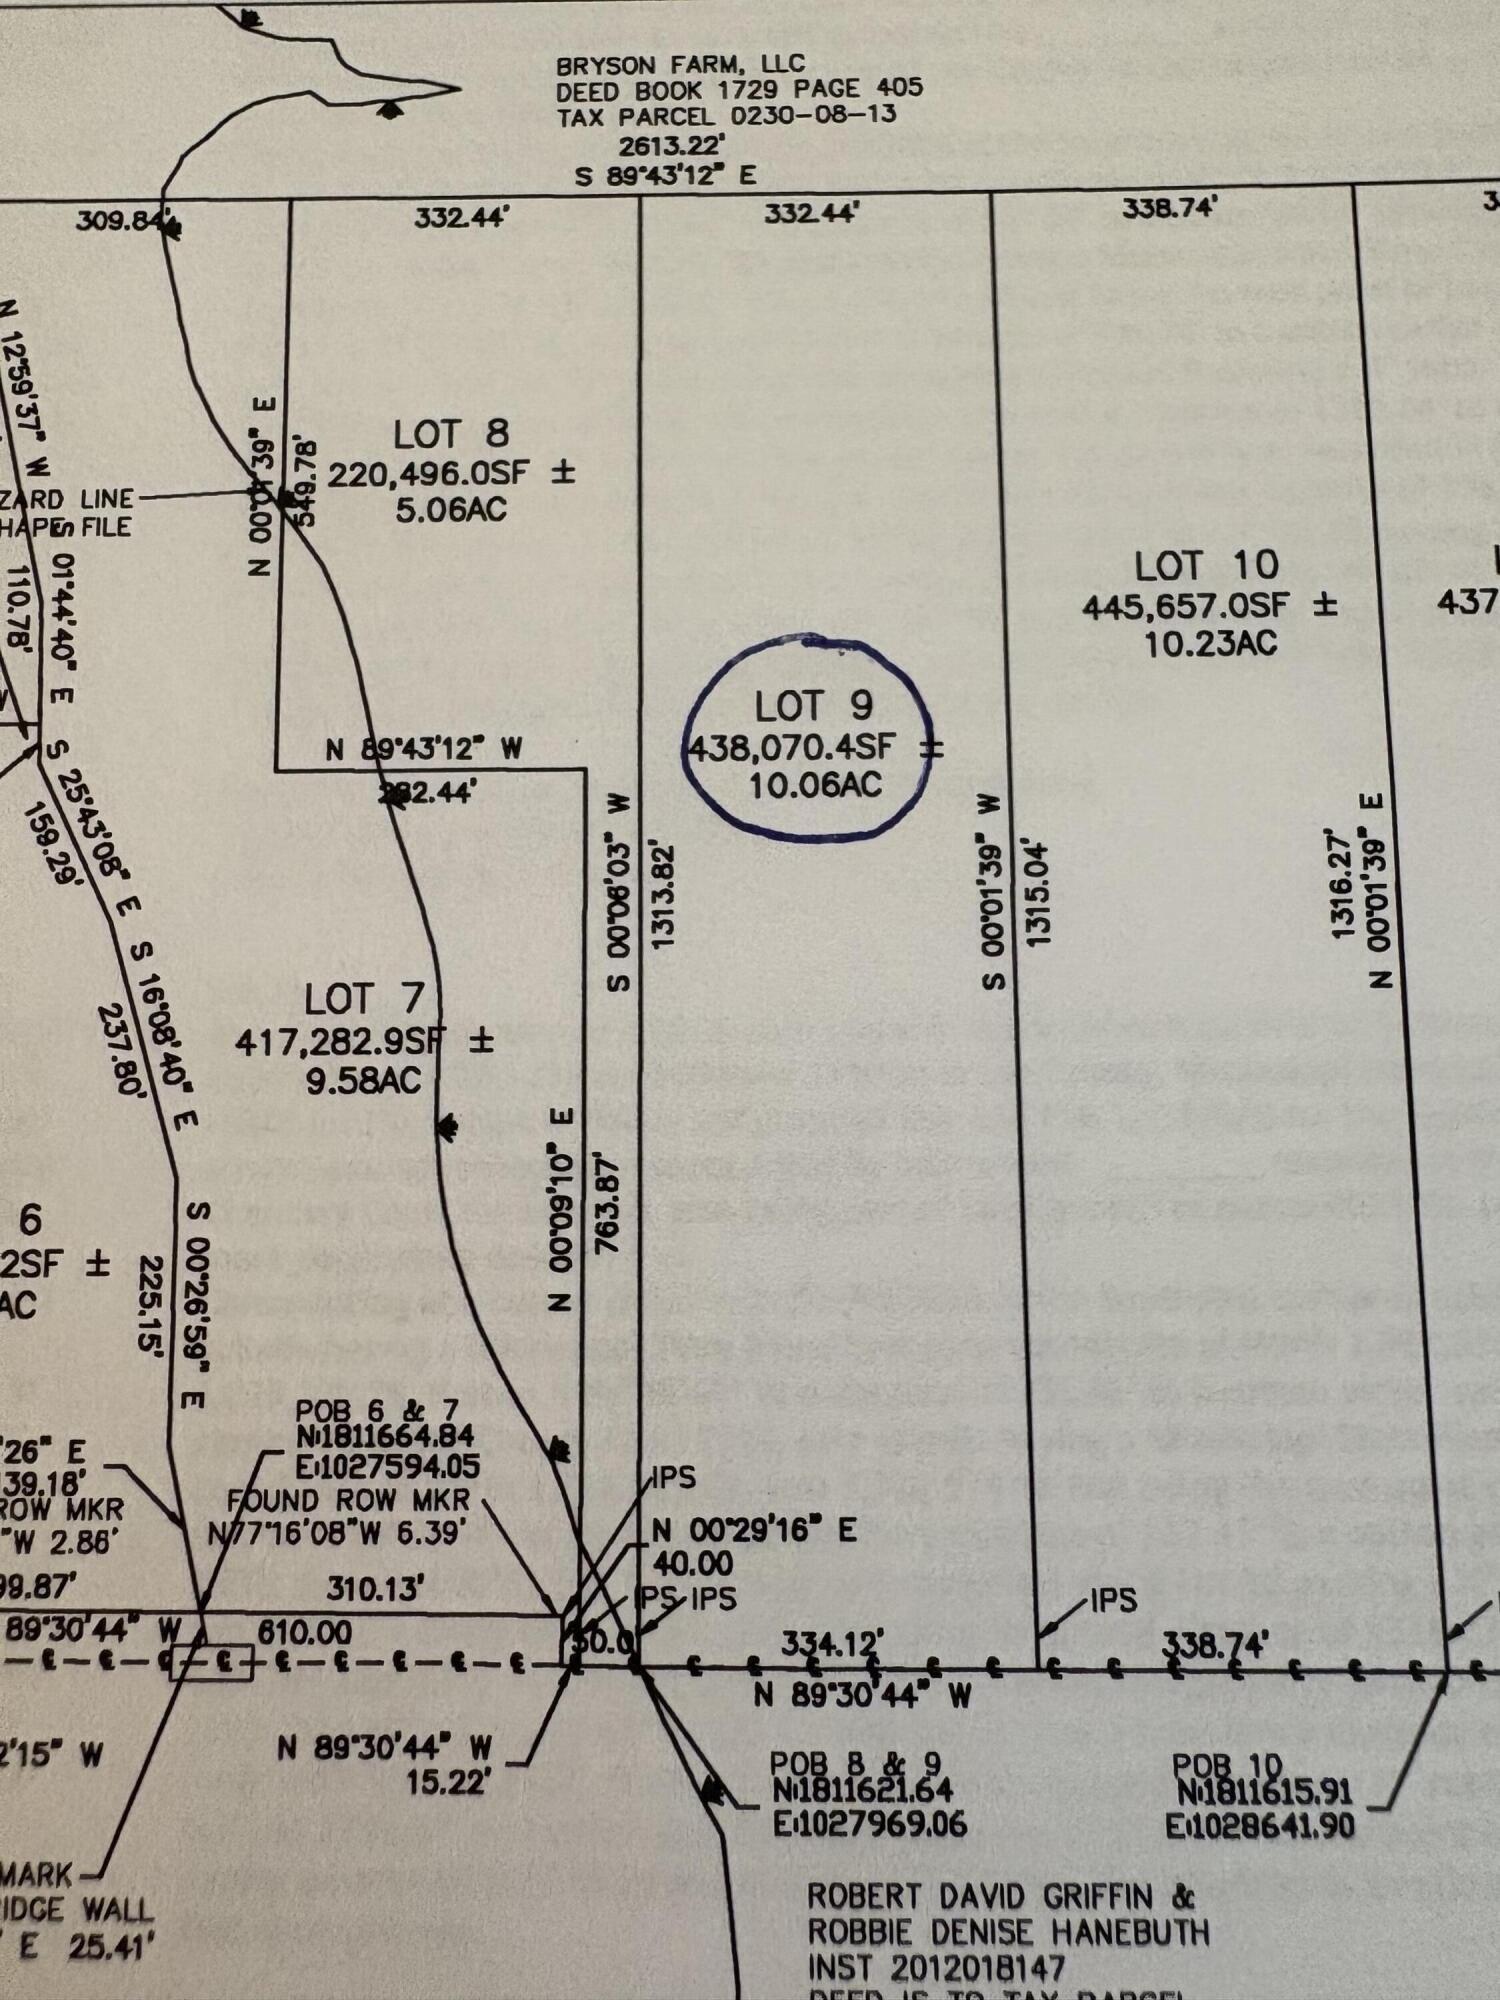 BRYSON FARM, LLC
DEED BOOK 1729 PAGE 405
TAX PARCEL 0230-08-13
2613.22'
S 89°43'12" E
309.84'
332.44'
332.44'
338.74'
N 12°59'37" W
N 00°01'39" E
549.78'
LOT 8
220,496.0SF ±
5.06AC
ZARD LINE
HAPE FILE
S 01°44'40" E
110.78'
LOT 10
445,657.0SF ±
10.23AC
437
LOT 9
438,070.4SF ±
10.06AC
N 89°43'12" W
282.44'
S 25°43'08" E
159.29'
S 00°08'03" W
1313.82'
S 00°01'39" W
1315.04'
1316.27'
N 00°01'39" E
S 16°08'40" E
237.80'
LOT 7
417,282.9SF ±
9.58AC
N 00°09'10" E
763.87'
6
2SF ±
AC
S 00°26'59" E
225.15'
POB 6 & 7
N:1811664.84
E:1027594.05
'26" E
139.18'
ROW MKR
"W 2.86'
FOUND ROW MKR
N77°16'08"W 6.39'
IPS
N 00°29'16" E
40.00
IPS
IPS
IPS
99.87'
310.13'
89°30'44" W
610.00
50.0
334.12'
338.74'
N 89°30'44" W
2'15" W
N 89°30'44" W
15.22'
POB 8 & 9
N:1811621.64
E:1027969.06
POB 10
N:1811615.91
E:1028641.90
MARK
IDGE WALL
' E 25.41'
ROBERT DAVID GRIFFIN &
ROBBIE DENISE HANEBUTH
INST 2012018147
DEED IS TO TAX PARCEL